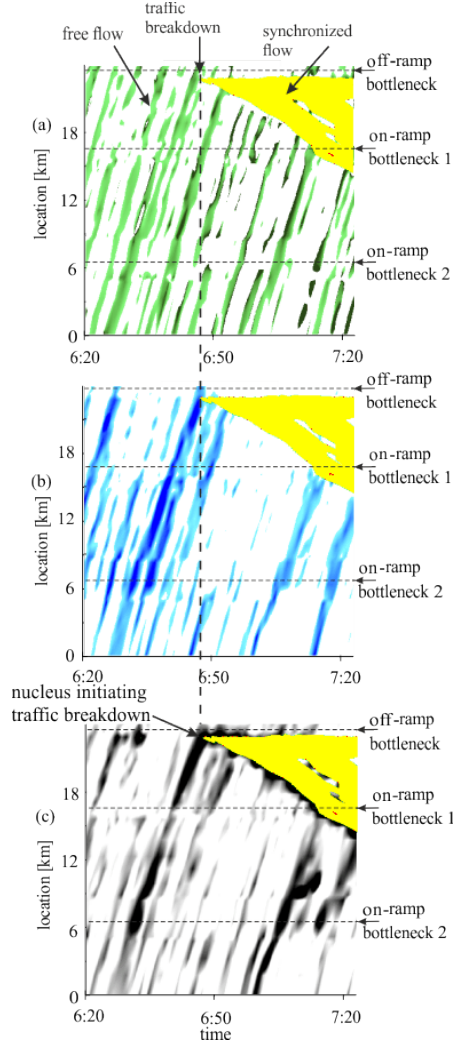 traffic
breakdown
free flow
synchronized
flow
off-ramp
bottleneck
(a)
location [km]
18
12
6
0
on-ramp
bottleneck 1
on-ramp
bottleneck 2
6:20
6:50
7:20
off-ramp
bottleneck
(b)
location [km]
18
12
6
0
on-ramp
bottleneck 1
on-ramp
bottleneck 2
6:20
6:50
7:20
nucleus initiating
traffic breakdown
off-ramp
bottleneck
(c)
location [km]
18
12
6
0
on-ramp
bottleneck 1
on-ramp
bottleneck 2
6:20
6:50
7:20
time